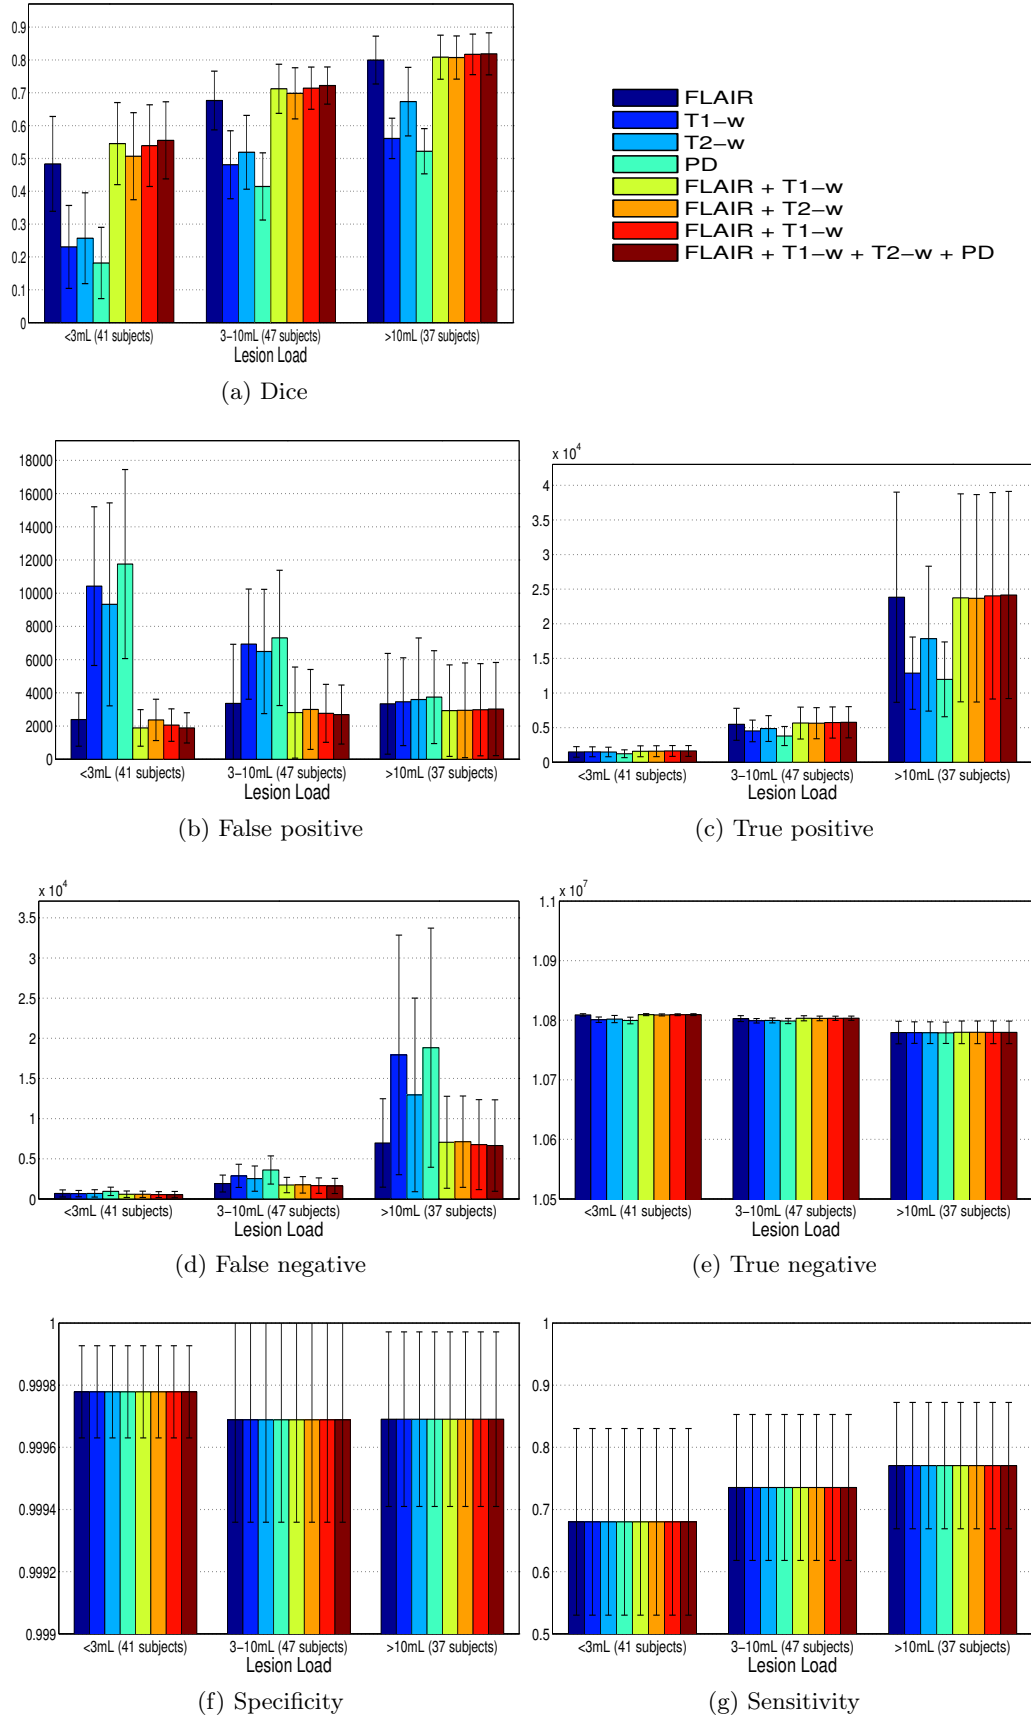 0.9
0.8
0.7
0.6
0.5
0.4
0.3
0.2
0.1
0
<3mL (41 subjects)
3−10mL (47 subjects)
>10mL (37 subjects)
Lesion Load
(a) Dice
FLAIR
T1−w
T2−w
PD
FLAIR + T1−w
FLAIR + T2−w
FLAIR + T1−w
FLAIR + T1−w + T2−w + PD
18000
16000
14000
12000
10000
8000
6000
4000
2000
0
<3mL (41 subjects)
3−10mL (47 subjects)
>10mL (37 subjects)
Lesion Load
(b) False positive
x 10^4
4
3.5
3
2.5
2
1.5
1
0.5
0
<3mL (41 subjects)
3−10mL (47 subjects)
>10mL (37 subjects)
Lesion Load
(c) True positive
x 10^4
3.5
3
2.5
2
1.5
1
0.5
0
<3mL (41 subjects)
3−10mL (47 subjects)
>10mL (37 subjects)
Lesion Load
(d) False negative
x 10^7
1.1
1.09
1.08
1.07
1.06
1.05
<3mL (41 subjects)
3−10mL (47 subjects)
>10mL (37 subjects)
Lesion Load
(e) True negative
1
0.9998
0.9996
0.9994
0.9992
0.999
<3mL (41 subjects)
3−10mL (47 subjects)
>10mL (37 subjects)
Lesion Load
(f) Specificity
1
0.9
0.8
0.7
0.6
0.5
<3mL (41 subjects)
3−10mL (47 subjects)
>10mL (37 subjects)
Lesion Load
(g) Sensitivity